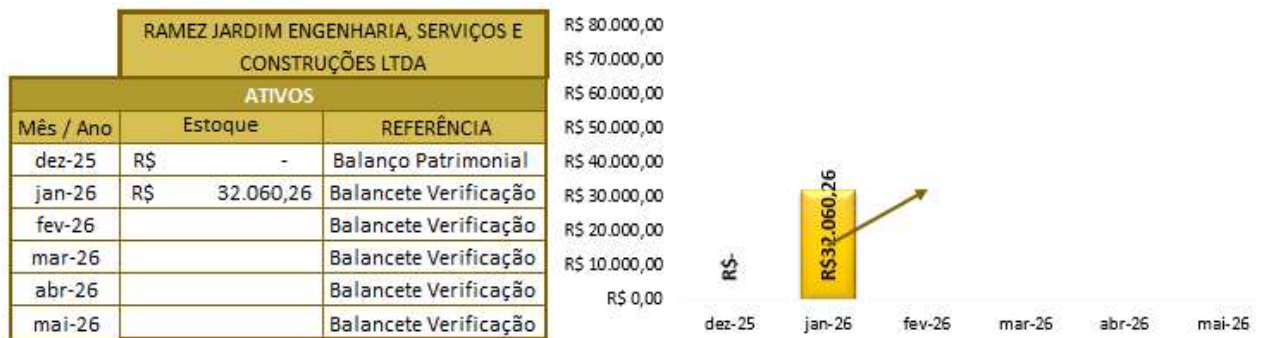 RAMEZ JARDIM ENGENHARIA, SERVIÇOS E
CONSTRUÇÕES LTDA
ATIVOS
Mês / Ano Estoque REFERÊNCIA
dez-25 R$ - Balanço Patrimonial
jan-26 R$ 32.060,26 Balancete Verificação
fev-26 Balancete Verificação
mar-26 Balancete Verificação
abr-26 Balancete Verificação
mai-26 Balancete Verificação
R$ 80.000,00
R$ 70.000,00
R$ 60.000,00
R$ 50.000,00
R$ 40.000,00
R$ 30.000,00
R$ 20.000,00
R$ 10.000,00
R$ 0,00
R$-
R$32.060,26
dez-25 jan-26 fev-26 mar-26 abr-26 mai-26